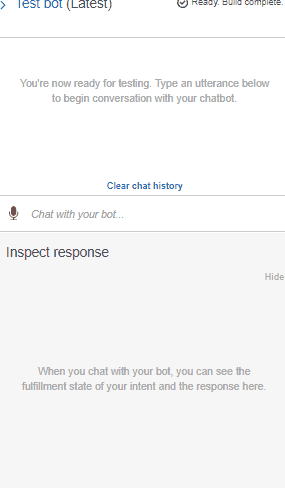 Test bot (Latest)
Ready. Build complete.
You're now ready for testing. Type an utterance below
to begin conversation with your chatbot.
Clear chat history
Chat with your bot...
Inspect response
Hide
When you chat with your bot, you can see the
fulfillment state of your intent and the response here.